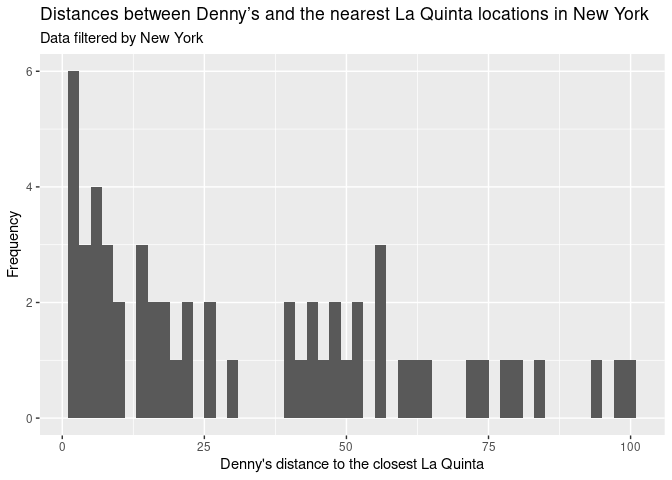 Distances between Denny’s and the nearest La Quinta locations in New York
Data filtered by New York
6
4
2
0
Frequency
0 25 50 75 100
Denny's distance to the closest La Quinta